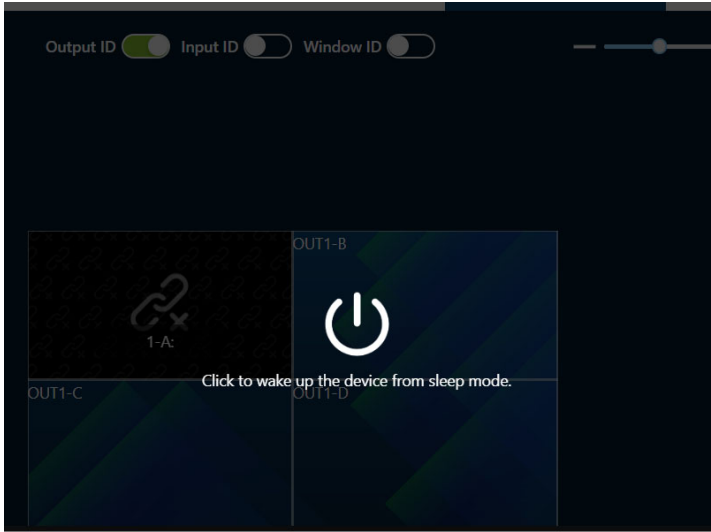 Output ID Input ID Window ID
OUT1-B
1-A:
Click to wake up the device from sleep mode.
OUT1-C OUT1-D